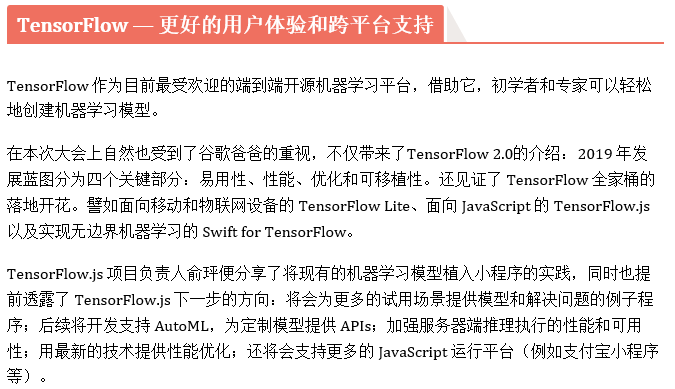 TensorFlow — 更好的用户体验和跨平台支持
TensorFlow 作为目前最受欢迎的端到端开源机器学习平台，借助它，初学者和专家可以轻松
地创建机器学习模型。
在本次大会上自然也受到了谷歌爸爸的重视，不仅带来了TensorFlow 2.0的介绍：2019 年发
展蓝图分为四个关键部分：易用性、性能、优化和可移植性。还见证了 TensorFlow 全家桶的
落地开花。譬如面向移动和物联网设备的 TensorFlow Lite、面向 JavaScript 的 TensorFlow.js
以及实现无边界机器学习的 Swift for TensorFlow。
TensorFlow.js 项目负责人俞玶便分享了将现有的机器学习模型植入小程序的实践，同时也提
前透露了 TensorFlow.js 下一步的方向：将会为更多的试用场景提供模型和解决问题的例子程
序；后续将开发支持 AutoML，为定制模型提供 APIs；加强服务器端推理执行的性能和可用
性；用最新的技术提供性能优化；还将会支持更多的 JavaScript 运行平台（例如支付宝小程序
等）。